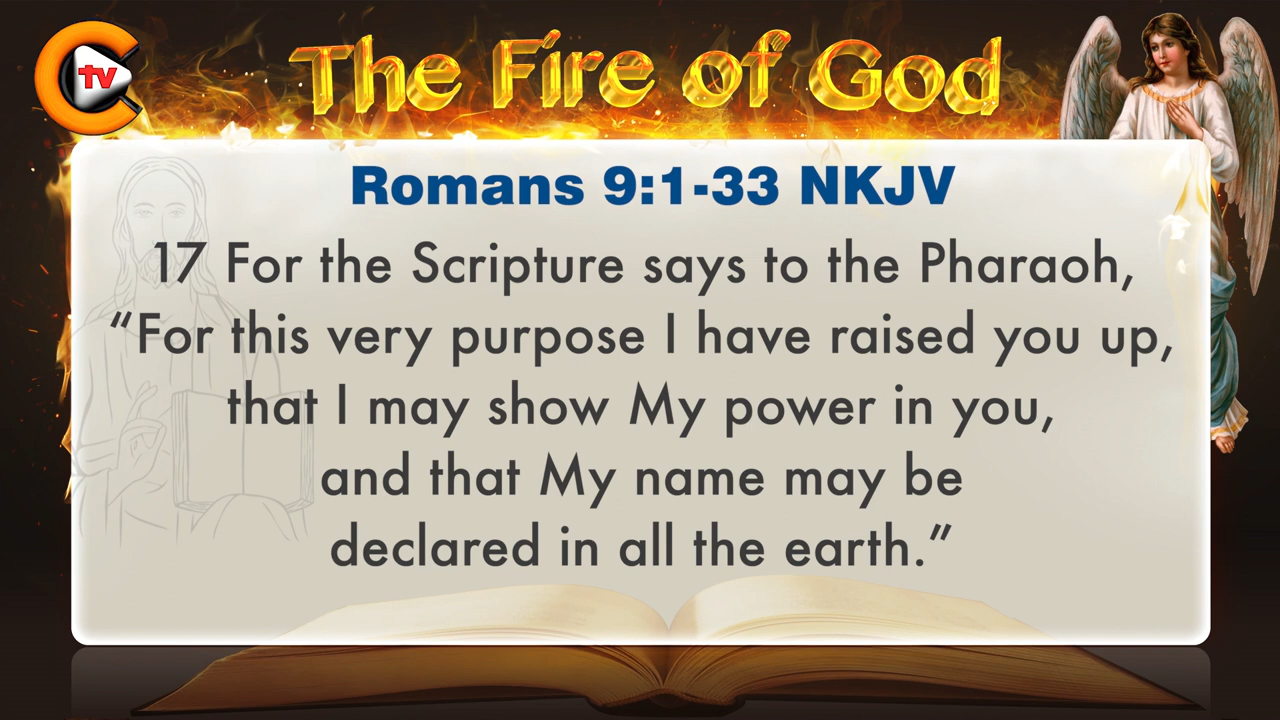 tv
The Fire of God
Romans 9:1-33 NKJV
17 For the Scripture says to the Pharaoh,
“For this very purpose I have raised you up,
that I may show My power in you,
and that My name may be
declared in all the earth.”